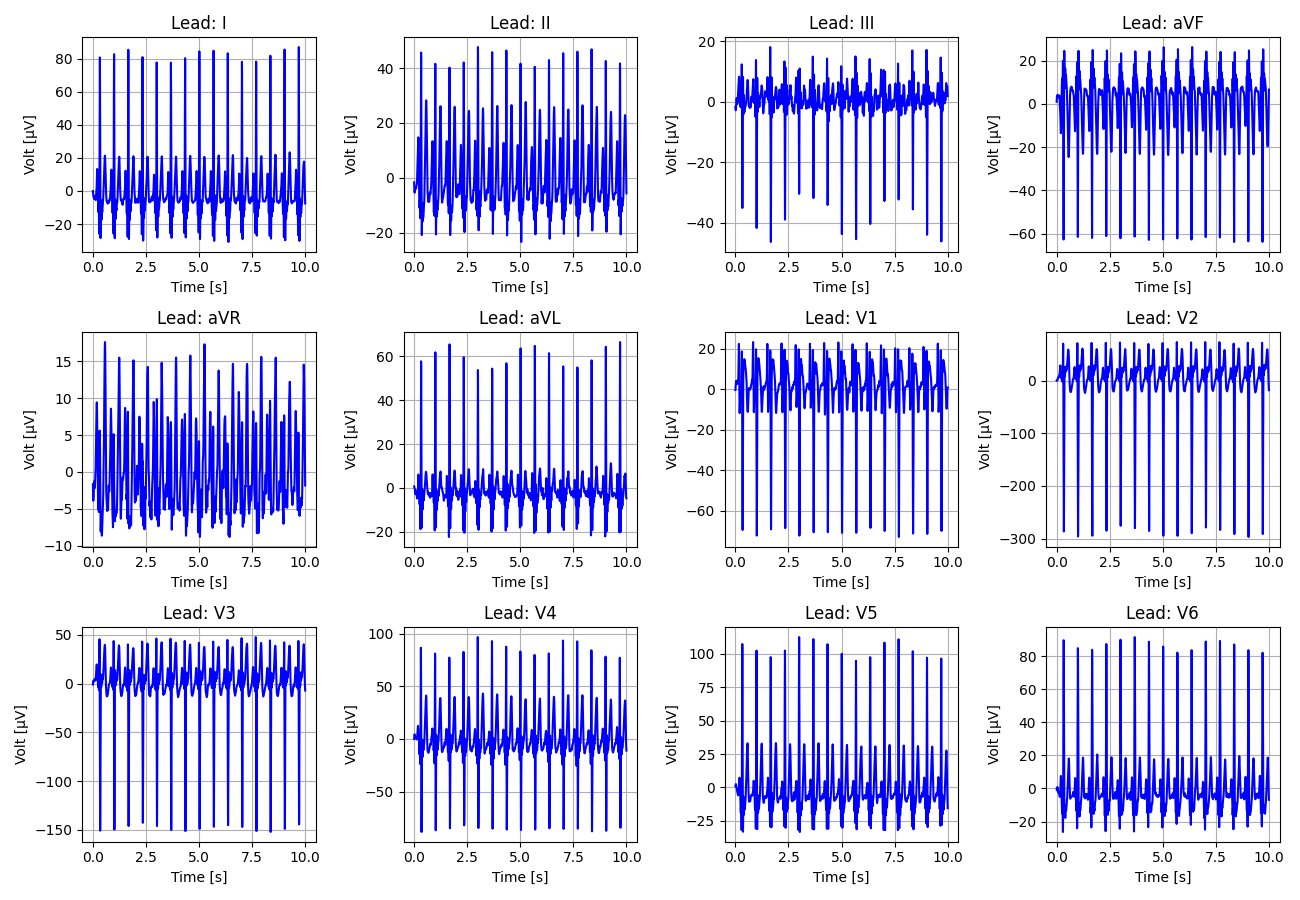 Lead: I
Lead: II
Lead: III
Lead: aVF
Volt [µV]
80
60
40
20
0
−20
0.0 2.5 5.0 7.5 10.0
Time [s]
Volt [µV]
40
20
0
−20
0.0 2.5 5.0 7.5 10.0
Time [s]
Volt [µV]
20
0
−20
−40
0.0 2.5 5.0 7.5 10.0
Time [s]
Volt [µV]
20
0
−20
−40
−60
0.0 2.5 5.0 7.5 10.0
Time [s]
Lead: aVR
Lead: aVL
Lead: V1
Lead: V2
Volt [µV]
15
10
5
0
−5
−10
0.0 2.5 5.0 7.5 10.0
Time [s]
Volt [µV]
60
40
20
0
−20
0.0 2.5 5.0 7.5 10.0
Time [s]
Volt [µV]
20
0
−20
−40
−60
0.0 2.5 5.0 7.5 10.0
Time [s]
Volt [µV]
0
−100
−200
−300
0.0 2.5 5.0 7.5 10.0
Time [s]
Lead: V3
Lead: V4
Lead: V5
Lead: V6
Volt [µV]
50
0
−50
−100
−150
0.0 2.5 5.0 7.5 10.0
Time [s]
Volt [µV]
100
50
0
−50
0.0 2.5 5.0 7.5 10.0
Time [s]
Volt [µV]
100
75
50
25
0
−25
0.0 2.5 5.0 7.5 10.0
Time [s]
Volt [µV]
80
60
40
20
0
−20
0.0 2.5 5.0 7.5 10.0
Time [s]